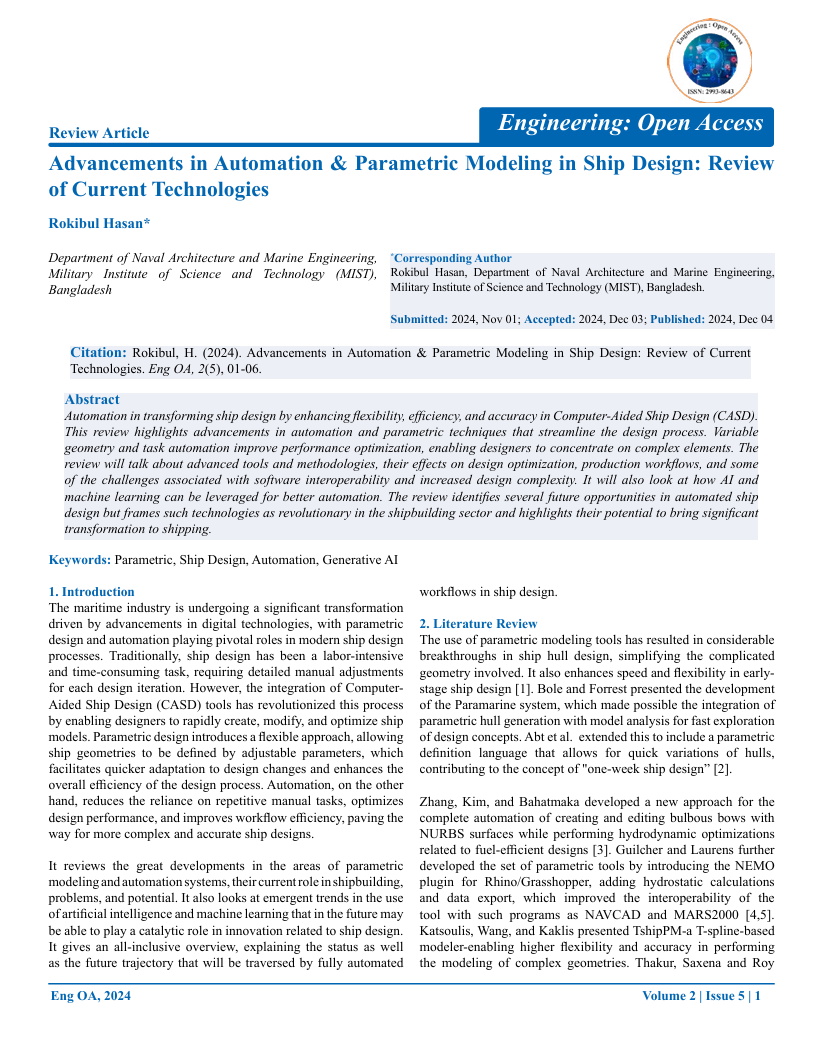 Engineering : Open Access
ISSN: 2993-8643
Review Article
Engineering: Open Access
Advancements in Automation & Parametric Modeling in Ship Design: Review
of Current Technologies
Rokibul Hasan*
Department of Naval Architecture and Marine Engineering,
Military Institute of Science and Technology (MIST),
Bangladesh
*Corresponding Author
Rokibul Hasan, Department of Naval Architecture and Marine Engineering,
Military Institute of Science and Technology (MIST), Bangladesh.
Submitted: 2024, Nov 01; Accepted: 2024, Dec 03; Published: 2024, Dec 04
Citation: Rokibul, H. (2024). Advancements in Automation & Parametric Modeling in Ship Design: Review of Current
Technologies. Eng OA, 2(5), 01-06.
Abstract
Automation in transforming ship design by enhancing flexibility, efficiency, and accuracy in Computer-Aided Ship Design (CASD).
This review highlights advancements in automation and parametric techniques that streamline the design process. Variable
geometry and task automation improve performance optimization, enabling designers to concentrate on complex elements. The
review will talk about advanced tools and methodologies, their effects on design optimization, production workflows, and some
of the challenges associated with software interoperability and increased design complexity. It will also look at how AI and
machine learning can be leveraged for better automation. The review identifies several future opportunities in automated ship
design but frames such technologies as revolutionary in the shipbuilding sector and highlights their potential to bring significant
transformation to shipping.
Keywords: Parametric, Ship Design, Automation, Generative AI
1. Introduction
The maritime industry is undergoing a significant transformation
driven by advancements in digital technologies, with parametric
design and automation playing pivotal roles in modern ship design
processes. Traditionally, ship design has been a labor-intensive
and time-consuming task, requiring detailed manual adjustments
for each design iteration. However, the integration of Computer-
Aided Ship Design (CASD) tools has revolutionized this process
by enabling designers to rapidly create, modify, and optimize ship
models. Parametric design introduces a flexible approach, allowing
ship geometries to be defined by adjustable parameters, which
facilitates quicker adaptation to design changes and enhances the
overall efficiency of the design process. Automation, on the other
hand, reduces the reliance on repetitive manual tasks, optimizes
design performance, and improves workflow efficiency, paving the
way for more complex and accurate ship designs.
It reviews the great developments in the areas of parametric
modeling and automation systems, their current role in shipbuilding,
problems, and potential. It also looks at emergent trends in the use
of artificial intelligence and machine learning that in the future may
be able to play a catalytic role in innovation related to ship design.
It gives an all-inclusive overview, explaining the status as well
as the future trajectory that will be traversed by fully automated
workflows in ship design.
2. Literature Review
The use of parametric modeling tools has resulted in considerable
breakthroughs in ship hull design, simplifying the complicated
geometry involved. It also enhances speed and flexibility in early-
stage ship design [1]. Bole and Forrest presented the development
of the Paramarine system, which made possible the integration of
parametric hull generation with model analysis for fast exploration
of design concepts. Abt et al. extended this to include a parametric
definition language that allows for quick variations of hulls,
contributing to the concept of "one-week ship design” [2].
Zhang, Kim, and Bahatmaka developed a new approach for the
complete automation of creating and editing bulbous bows with
NURBS surfaces while performing hydrodynamic optimizations
related to fuel-efficient designs [3]. Guilcher and Laurens further
developed the set of parametric tools by introducing the NEMO
plugin for Rhino/Grasshopper, adding hydrostatic calculations
and data export, which improved the interoperability of the
tool with such programs as NAVCAD and MARS2000 [4,5].
Katsoulis, Wang, and Kaklis presented TshipPM-a T-spline-based
modeler-enabling higher flexibility and accuracy in performing
the modeling of complex geometries. Thakur, Saxena and Roy
Eng OA, 2024
Volume 2 | Issue 5 | 1